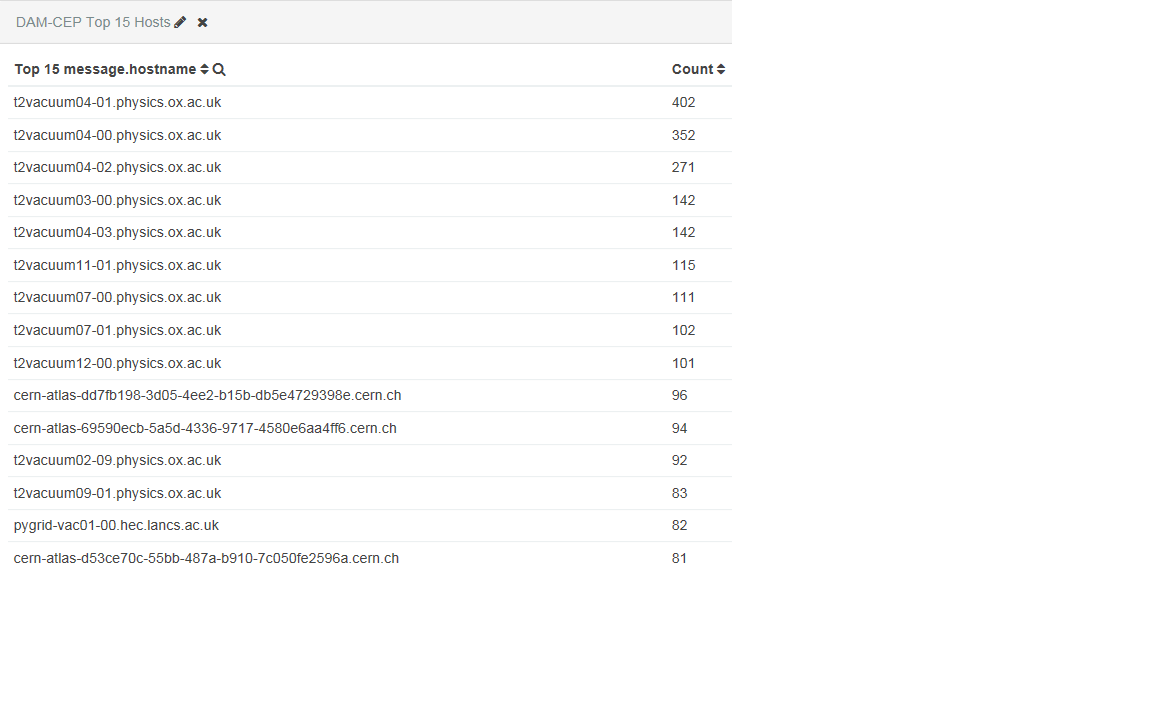 DAM-CEP Top 15 Hosts
Top 15 message.hostname Count
t2vacuum04-01.physics.ox.ac.uk 402
t2vacuum04-00.physics.ox.ac.uk 352
t2vacuum04-02.physics.ox.ac.uk 271
t2vacuum03-00.physics.ox.ac.uk 142
t2vacuum04-03.physics.ox.ac.uk 142
t2vacuum11-01.physics.ox.ac.uk 115
t2vacuum07-00.physics.ox.ac.uk 111
t2vacuum07-01.physics.ox.ac.uk 102
t2vacuum12-00.physics.ox.ac.uk 101
cern-atlas-dd7fb198-3d05-4ee2-b15b-db5e4729398e.cern.ch 96
cern-atlas-69590ecb-5a5d-4336-9717-4580e6aa4ff6.cern.ch 94
t2vacuum02-09.physics.ox.ac.uk 92
t2vacuum09-01.physics.ox.ac.uk 83
pygrid-vac01-00.hec.lancs.ac.uk 82
cern-atlas-d53ce70c-55bb-487a-b910-7c050fe2596a.cern.ch 81